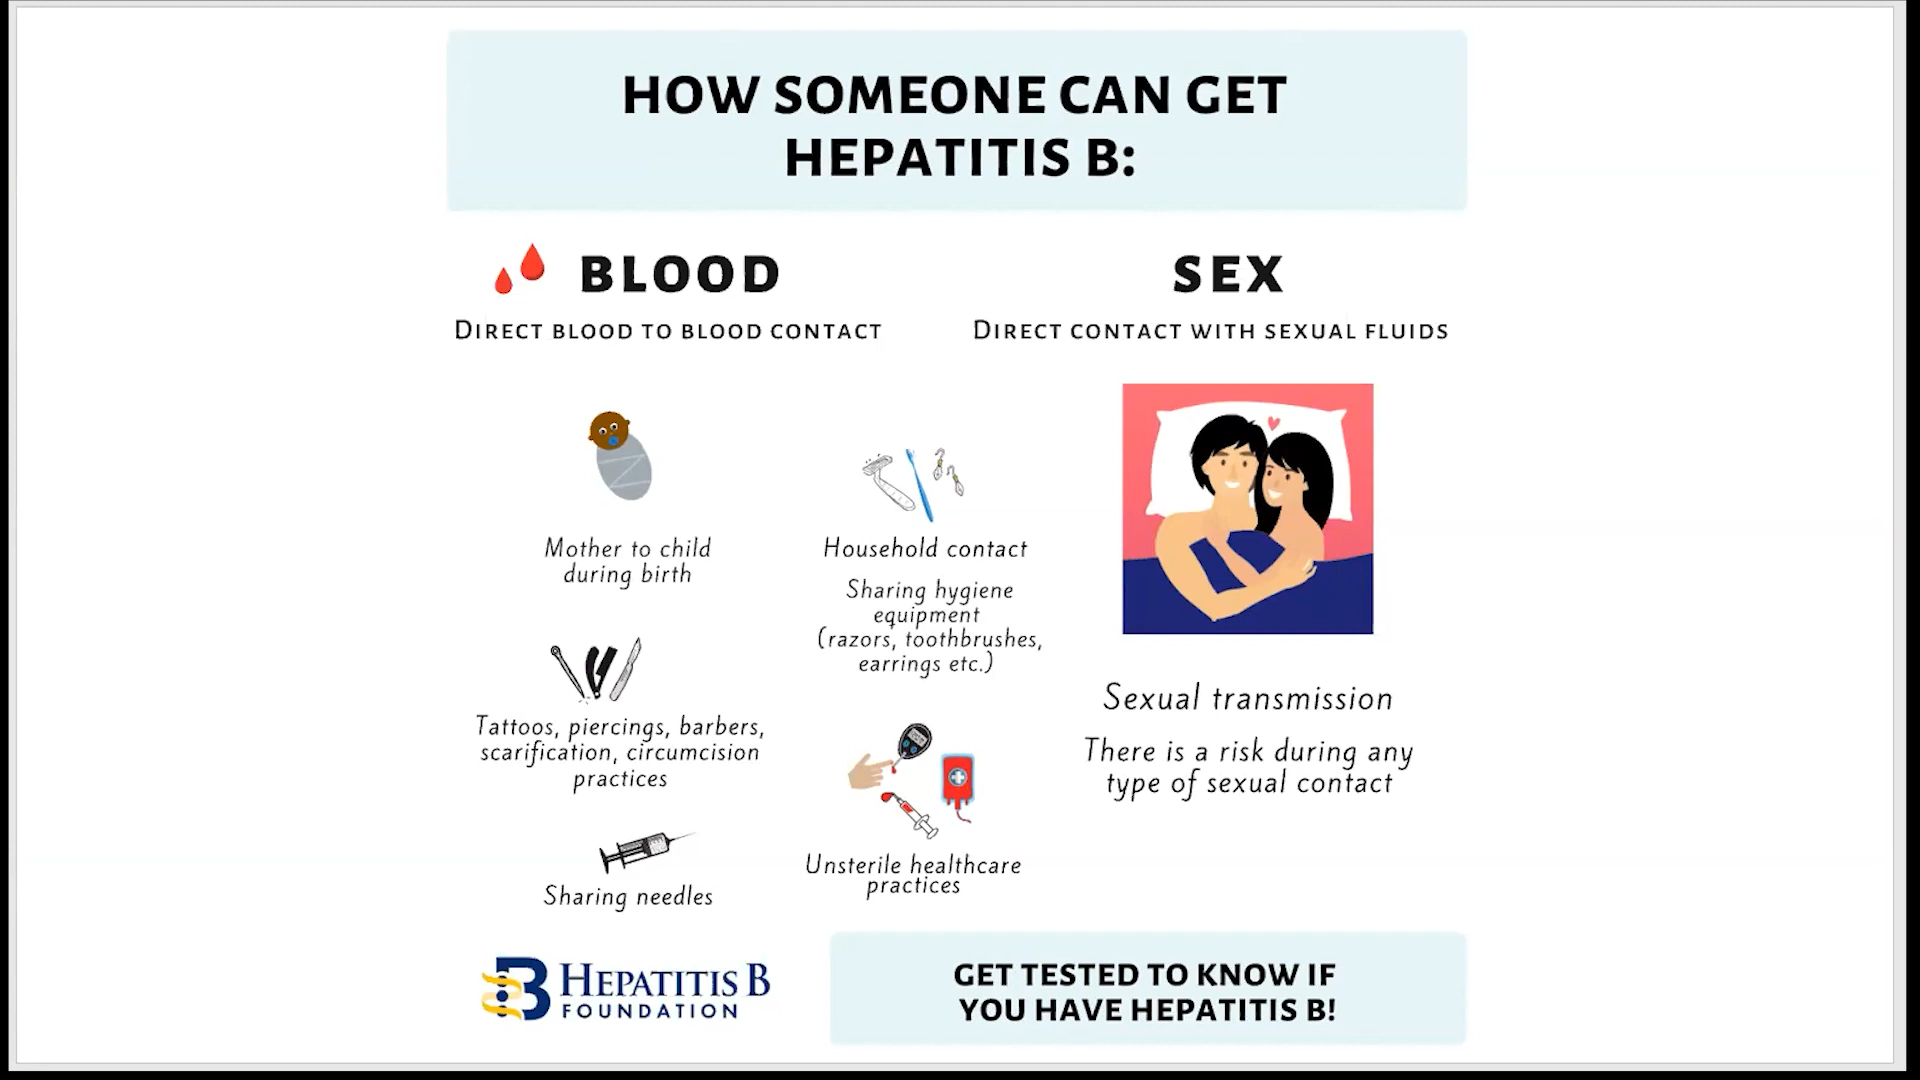 HOW SOMEONE CAN GET
HEPATITIS B:
BLOOD
DIRECT BLOOD TO BLOOD CONTACT
Mother to child
during birth
Household contact
Sharing hygiene
equipment
(razors, toothbrushes,
earrings etc.)
Tattoos, piercings, barbers,
scarification, circumcision
practices
Unsterile healthcare
practices
Sharing needles
SEX
DIRECT CONTACT WITH SEXUAL FLUIDS
Sexual transmission
There is a risk during any
type of sexual contact
B HEPATITIS B
FOUNDATION
GET TESTED TO KNOW IF
YOU HAVE HEPATITIS B!